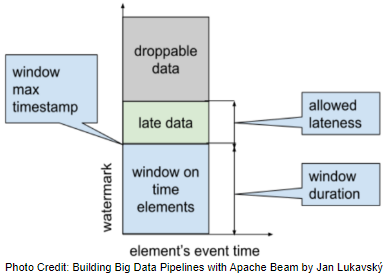 droppable
data
window
max
timestamp
late data
allowed
lateness
window on
time
elements
window
duration
watermark
element's event time
Photo Credit: Building Big Data Pipelines with Apache Beam by Jan Lukavský